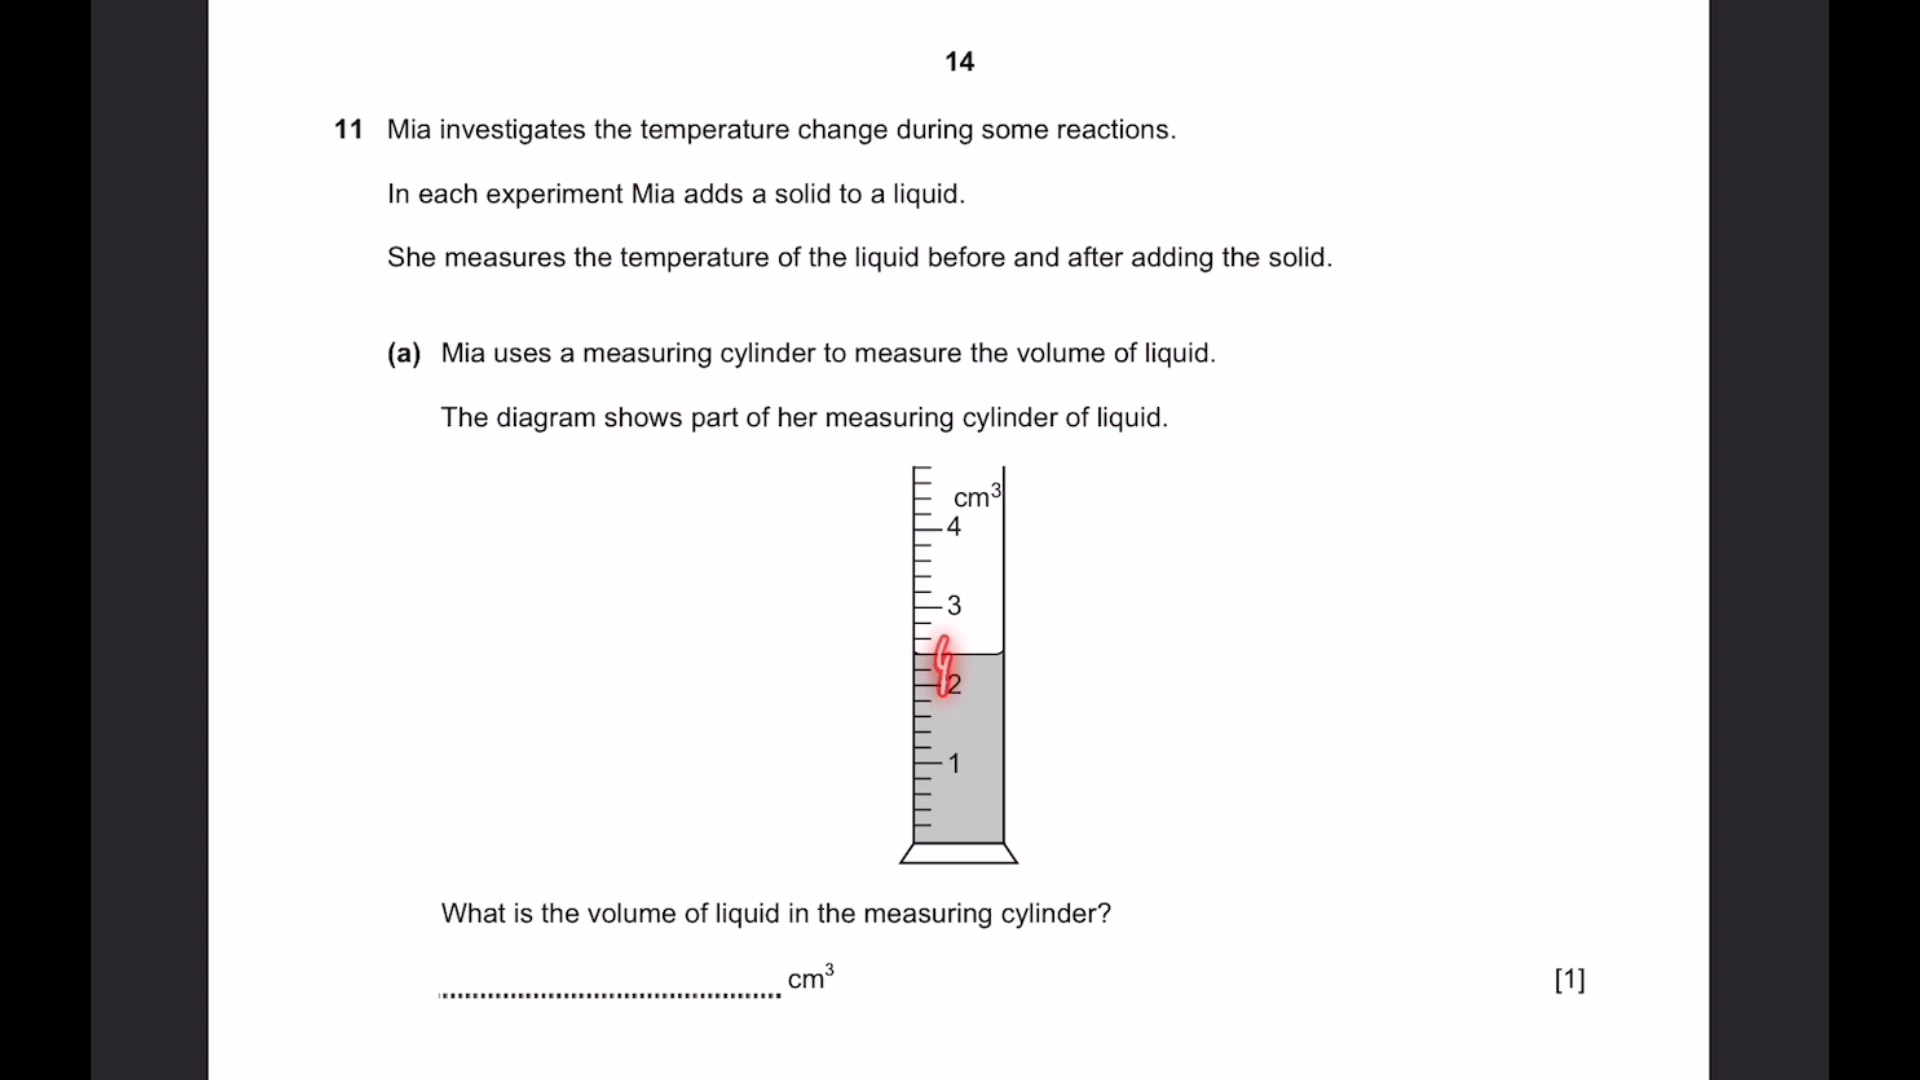 14
11 Mia investigates the temperature change during some reactions.
In each experiment Mia adds a solid to a liquid.
She measures the temperature of the liquid before and after adding the solid.
(a) Mia uses a measuring cylinder to measure the volume of liquid.
The diagram shows part of her measuring cylinder of liquid.
cm³
4
3
2
1
What is the volume of liquid in the measuring cylinder?
........................................ cm³ [1]